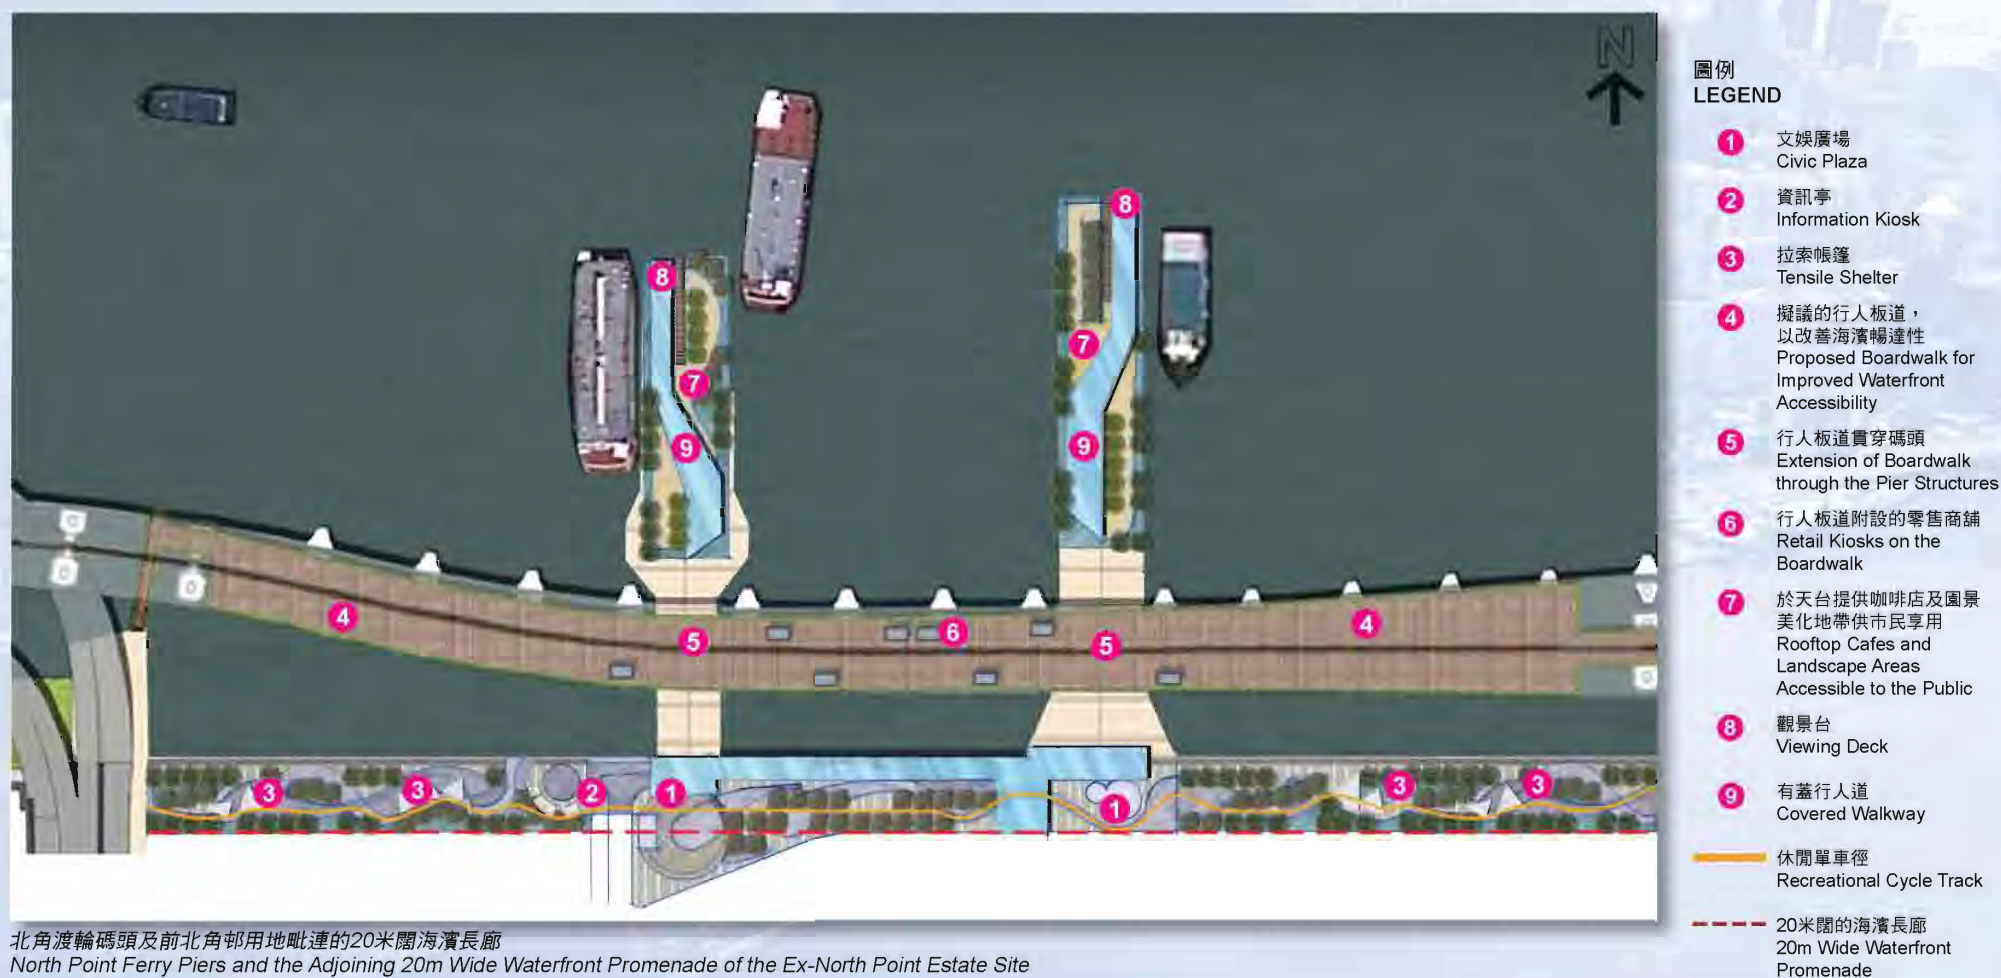 N
8
8
7
7
9
9
4
5
6
5
4
3
3
2
1
1
3
3
圖例
LEGEND
1 文娛廣場
Civic Plaza
2 資訊亭
Information Kiosk
3 拉索帳篷
Tensile Shelter
4 擬議的行人板道，
以改善海濱暢達性
Proposed Boardwalk for
Improved Waterfront
Accessibility
5 行人板道貫穿碼頭
Extension of Boardwalk
through the Pier Structures
6 行人板道附設的零售商舖
Retail Kiosks on the
Boardwalk
7 於天台提供咖啡店及園景
美化地帶供市民享用
Rooftop Cafes and
Landscape Areas
Accessible to the Public
8 觀景台
Viewing Deck
9 有蓋行人道
Covered Walkway
休閒單車徑
Recreational Cycle Track
20米闊的海濱長廊
20m Wide Waterfront
Promenade
北角渡輪碼頭及前北角邨用地毗連的20米闊海濱長廊
North Point Ferry Piers and the Adjoining 20m Wide Waterfront Promenade of the Ex-North Point Estate Site